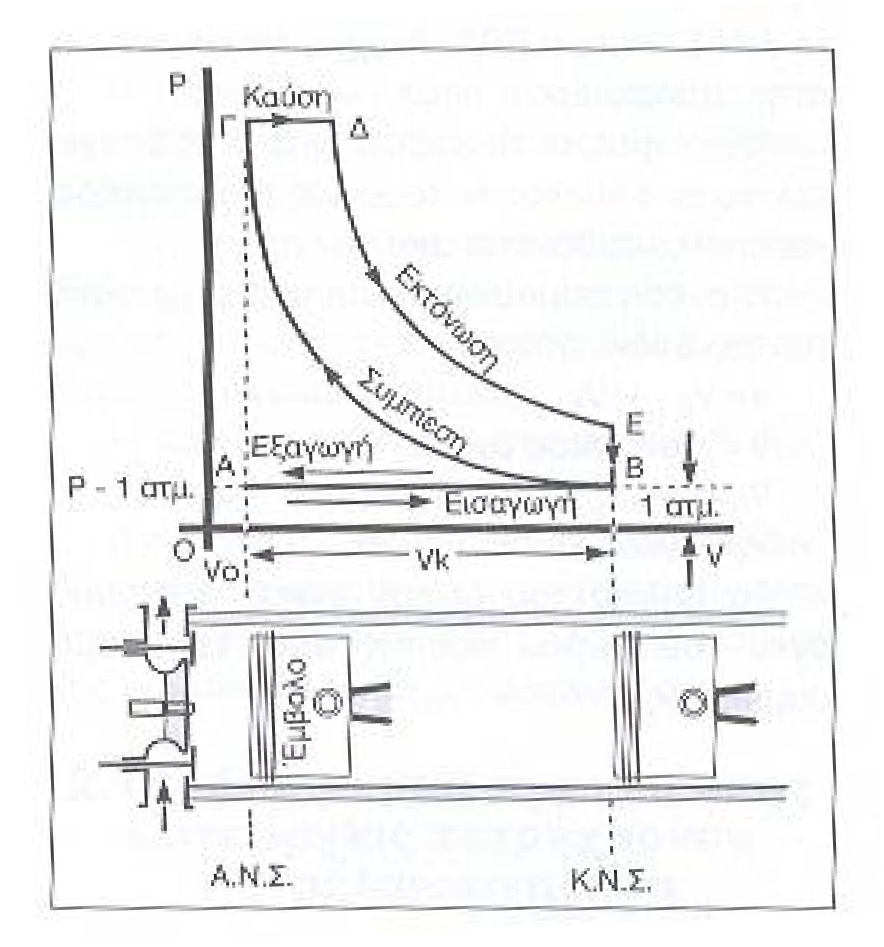 P
Καύση
Γ
Δ
Εκτόνωση
Συμπίεση
Ε
Α
Εξαγωγή
Β
P - 1 ατμ.
Εισαγωγή
1 ατμ.
Ο
Vo
Vk
V
Έμβολο
Α.Ν.Σ.
Κ.Ν.Σ.